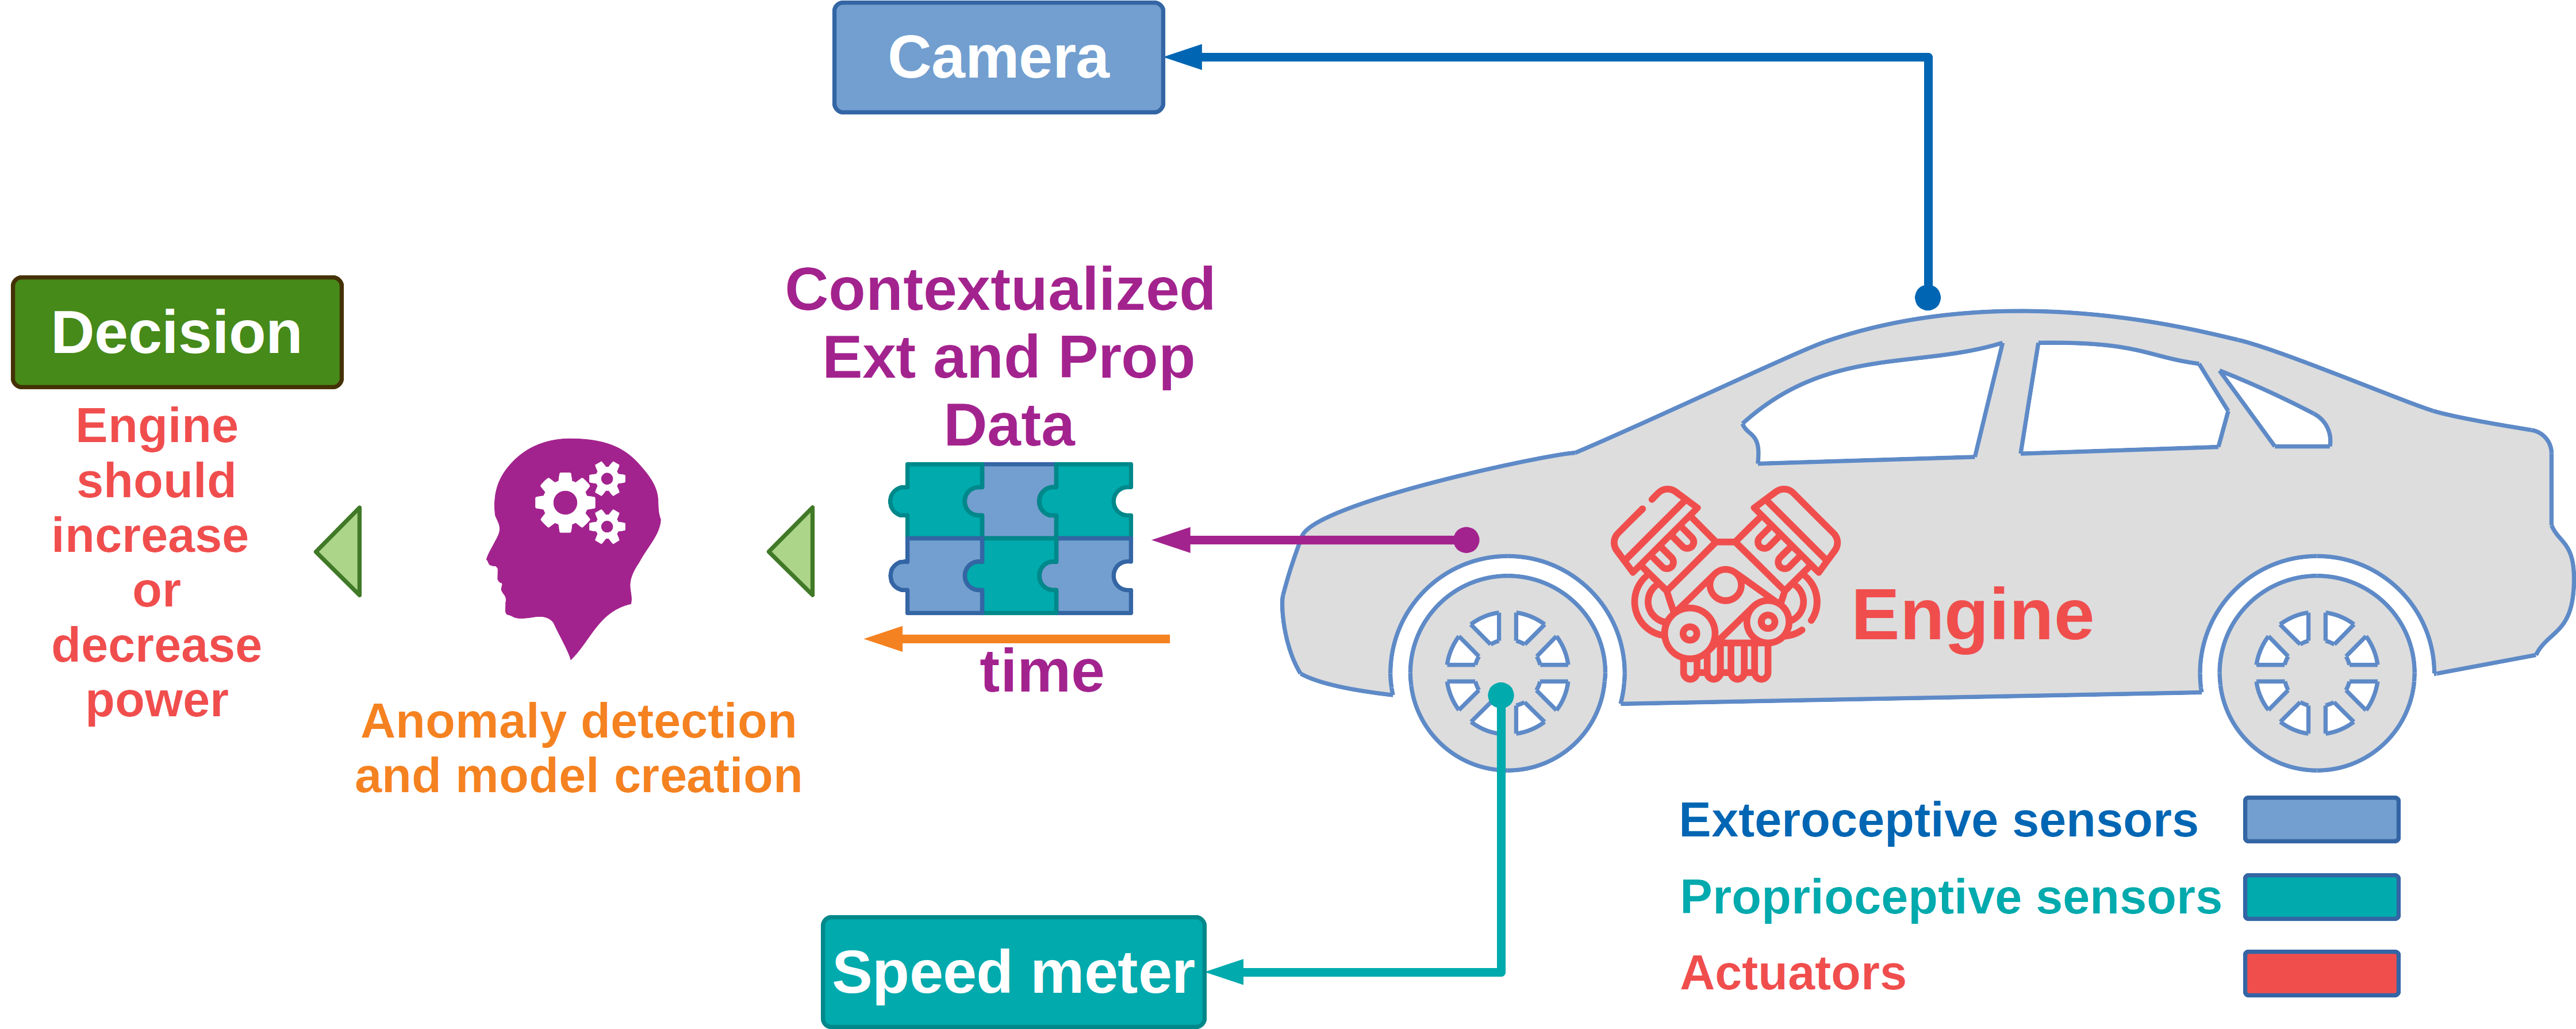 Camera
Decision
Engine
should
increase
or
decrease
power
Anomaly detection
and model creation
Contextualized
Ext and Prop
Data
time
Engine
Speed meter
Exteroceptive sensors
Proprioceptive sensors
Actuators